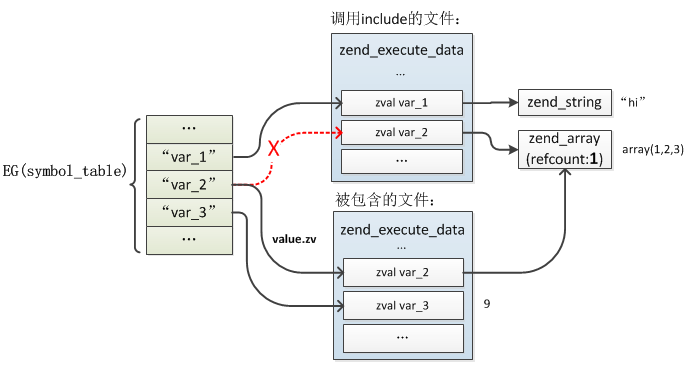 调用include的文件：
zend_execute_data
...
zval var_1
zval var_2
...
zend_string
“hi”
zend_array
(refcount:1)
array(1,2,3)
EG(symbol_table)
...
“var_1”
“var_2”
“var_3”
...
X
value.zv
被包含的文件：
zend_execute_data
...
zval var_2
zval var_3
9
...